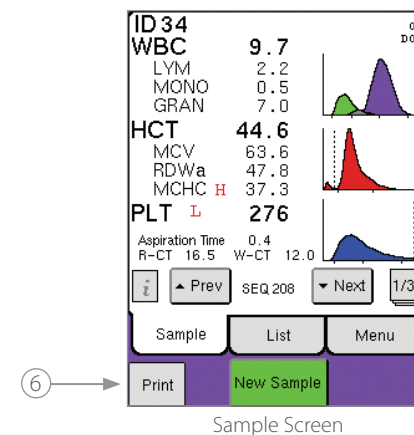 ID 34
WBC 9.7
LYM 2.2
MONO 0.5
GRAN 7.0
HCT 44.6
MCV 63.6
RDWa 47.8
MCHC H 37.3
PLT L 276
Aspiration Time 0.4
R-CT 16.5 W-CT 12.0
i Prev SEQ 208 Next 1/3
Sample List Menu
6 Print New Sample
Sample Screen